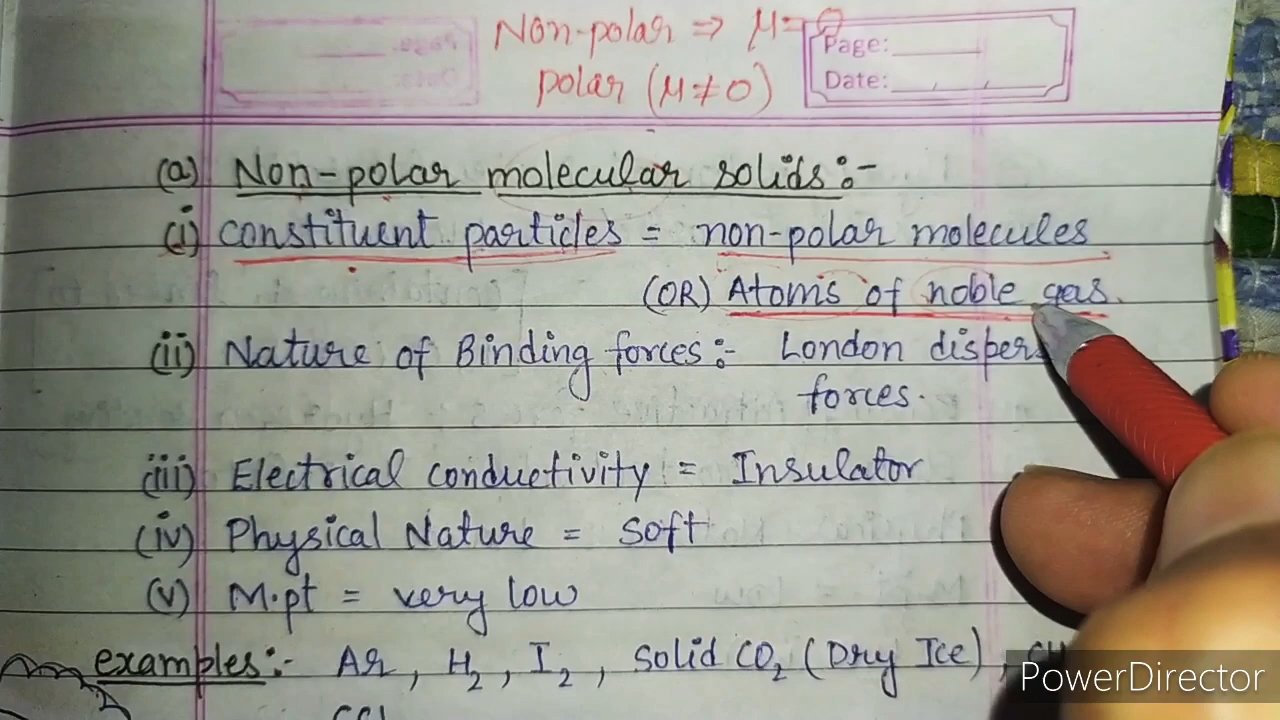 Non-polar ⇒ μ=0
polar (μ≠0)
Page:
Date:
(a) Non-polar molecular solids:-
(i) constituent particles = non-polar molecules
(OR) Atoms of noble gas.
(ii) Nature of Binding forces:- London dispers
forces.
(iii) Electrical conductivity = Insulator
(iv) Physical Nature = soft
(v) M.pt = very low
examples:- Ar, H2, I2, solid CO2 (Dry Ice),
CCl
PowerDirector